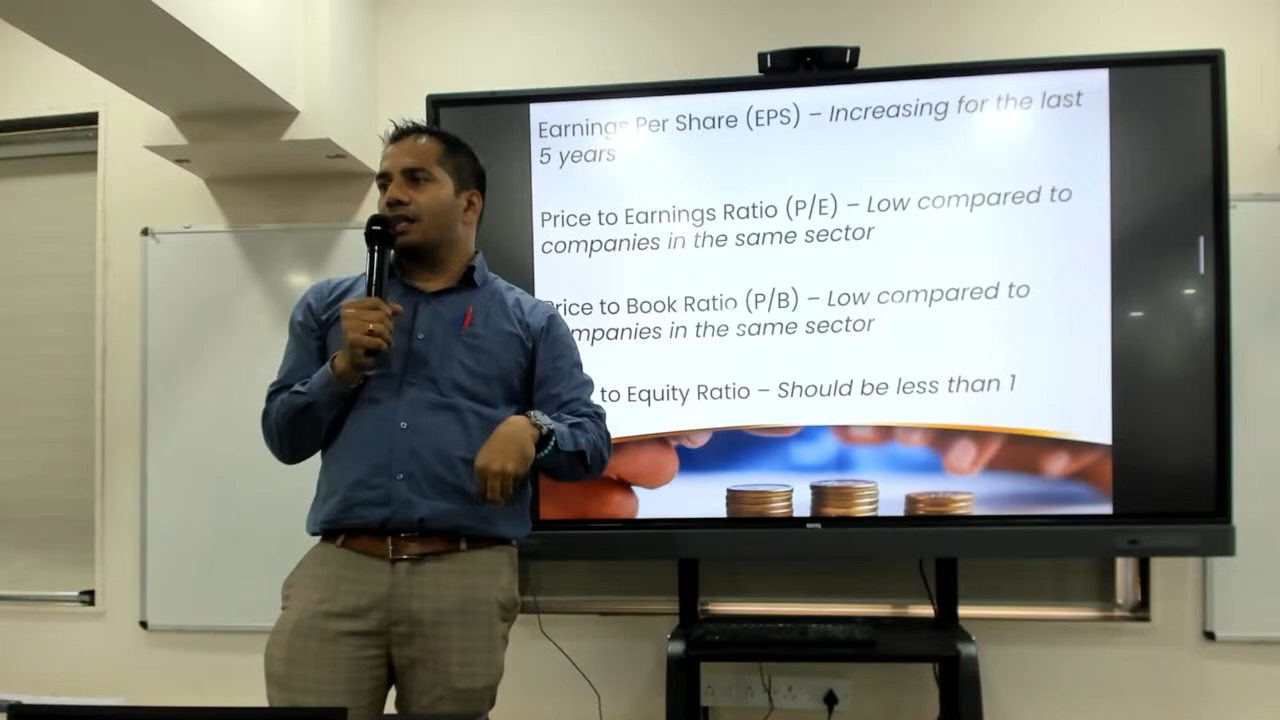 Earnings Per Share (EPS) – Increasing for the last
5 years
Price to Earnings Ratio (P/E) – Low compared to
companies in the same sector
rice to Book Ratio (P/B) – Low compared to
mpanies in the same sector
to Equity Ratio – Should be less than 1